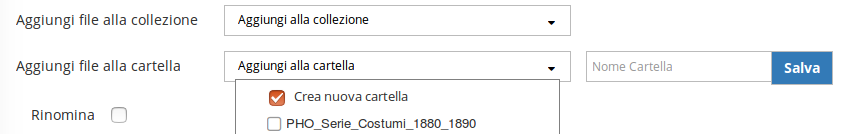 Aggiungi file alla collezione Aggiungi alla collezione
Aggiungi file alla cartella Aggiungi alla cartella Nome Cartella Salva
Crea nuova cartella
Rinomina
PHO_Serie_Costumi_1880_1890